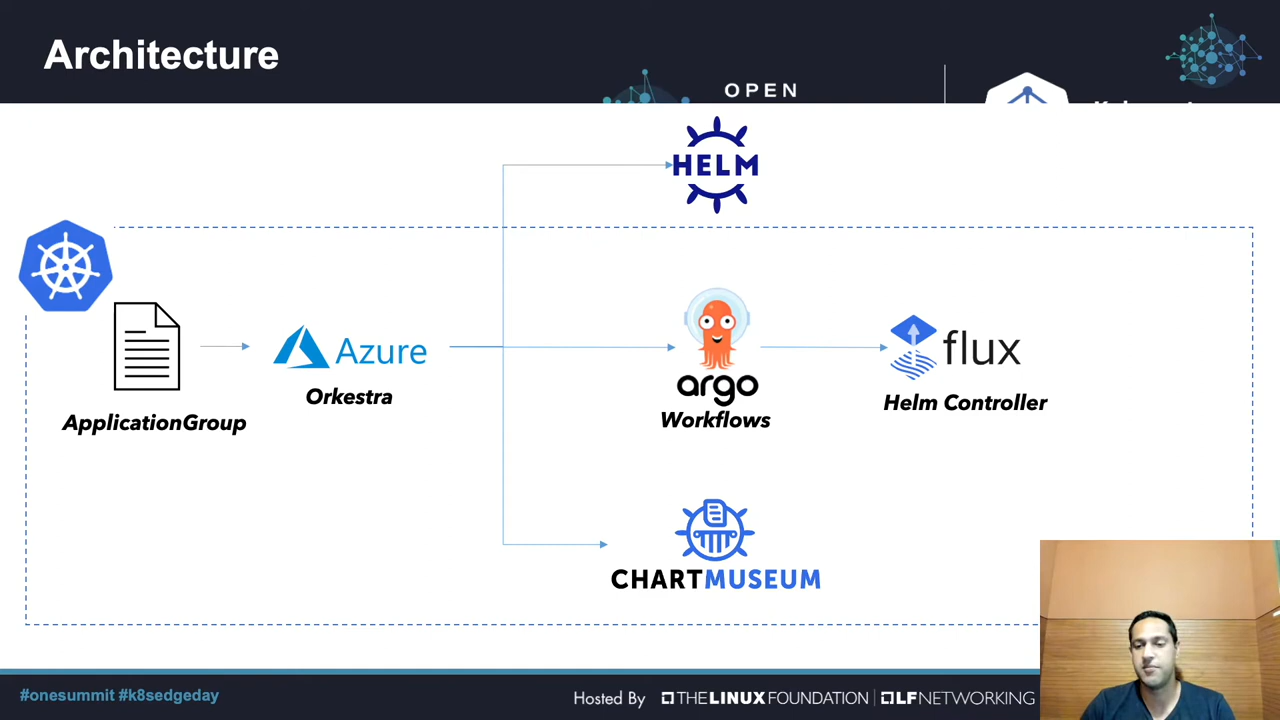 Architecture
OPEN
HELM
ApplicationGroup
Azure
Orkestra
argo
Workflows
flux
Helm Controller
CHARTMUSEUM
#onesummit #k8sedgeday
Hosted By THE LINUX FOUNDATION LF NETWORKING